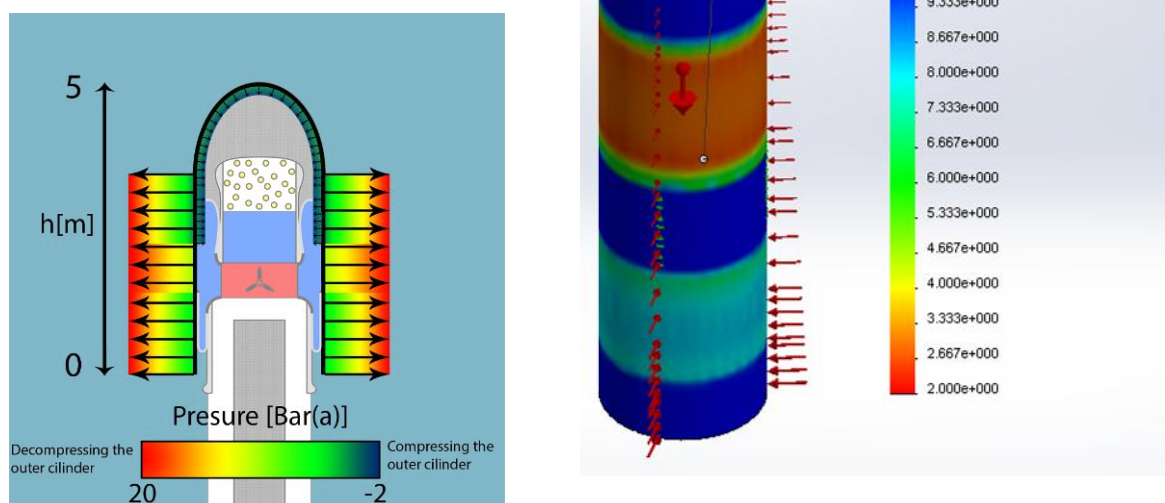 5
h[m]
0
Presure [Bar(a)]
Decompressing the
outer cilinder
Compressing the
outer cilinder
20
-2
9.333e+000
8.667e+000
8.000e+000
7.333e+000
6.000e+000
5.333e+000
4.667e+000
4.000e+000
3.333e+000
2.667e+000
2.000e+000